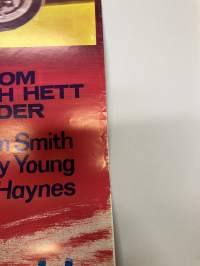 OM
H HETT
DER
n Smith
y Young
Haynes